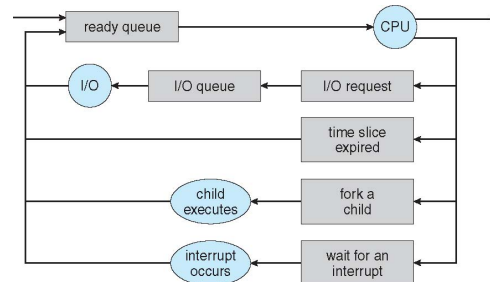 ready queue
CPU
I/O
I/O queue
I/O request
time slice
expired
child
executes
fork a
child
interrupt
occurs
wait for an
interrupt